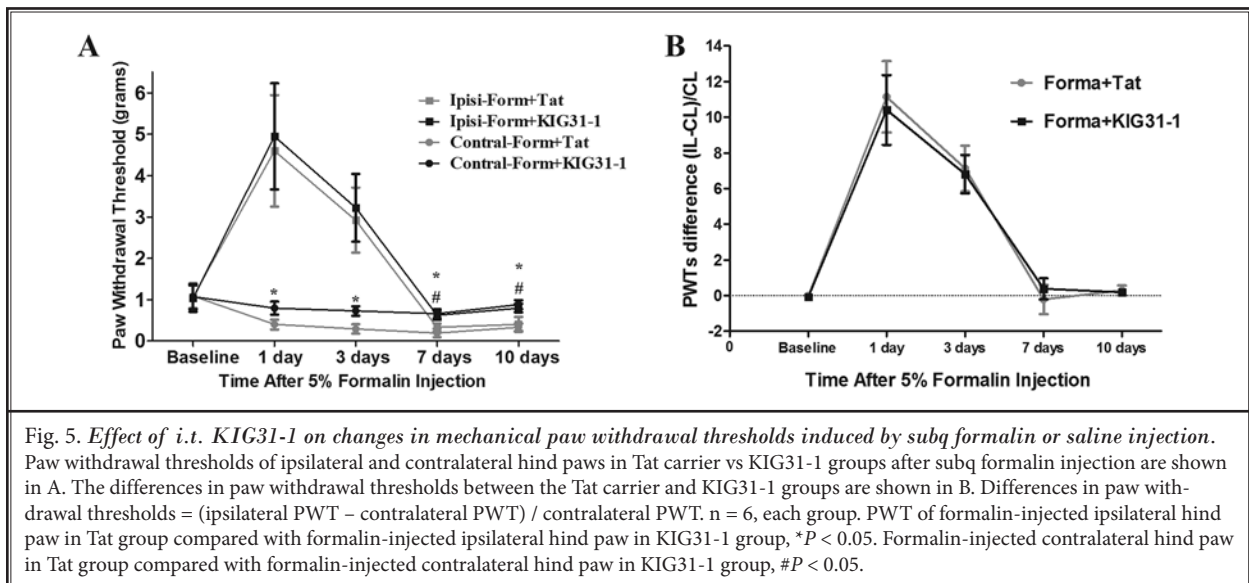 A
Paw Withdrawal Threshold (grams)
6
5
4
3
2
1
0
Ipisi-Form+Tat
Ipisi-Form+KIG31-1
Contral-Form+Tat
Contral-Form+KIG31-1
* * * * # #
Baseline 1 day 3 days 7 days 10 days
Time After 5% Formalin Injection
B
PWTs difference (IL-CL)/CL
14
12
10
8
6
4
2
0
-2
Forma+Tat
Forma+KIG31-1
0 Baseline 1 day 3 days 7 days 10 days
Time After 5% Formalin Injection
Fig. 5. Effect of i.t. KIG31-1 on changes in mechanical paw withdrawal thresholds induced by subq formalin or saline injection.
Paw withdrawal thresholds of ipsilateral and contralateral hind paws in Tat carrier vs KIG31-1 groups after subq formalin injection are shown
in A. The differences in paw withdrawal thresholds between the Tat carrier and KIG31-1 groups are shown in B. Differences in paw with-
drawal thresholds = (ipsilateral PWT – contralateral PWT) / contralateral PWT. n = 6, each group. PWT of formalin-injected ipsilateral hind
paw in Tat group compared with formalin-injected ipsilateral hind paw in KIG31-1 group, *P < 0.05. Formalin-injected contralateral hind paw
in Tat group compared with formalin-injected contralateral hind paw in KIG31-1 group, #P < 0.05.